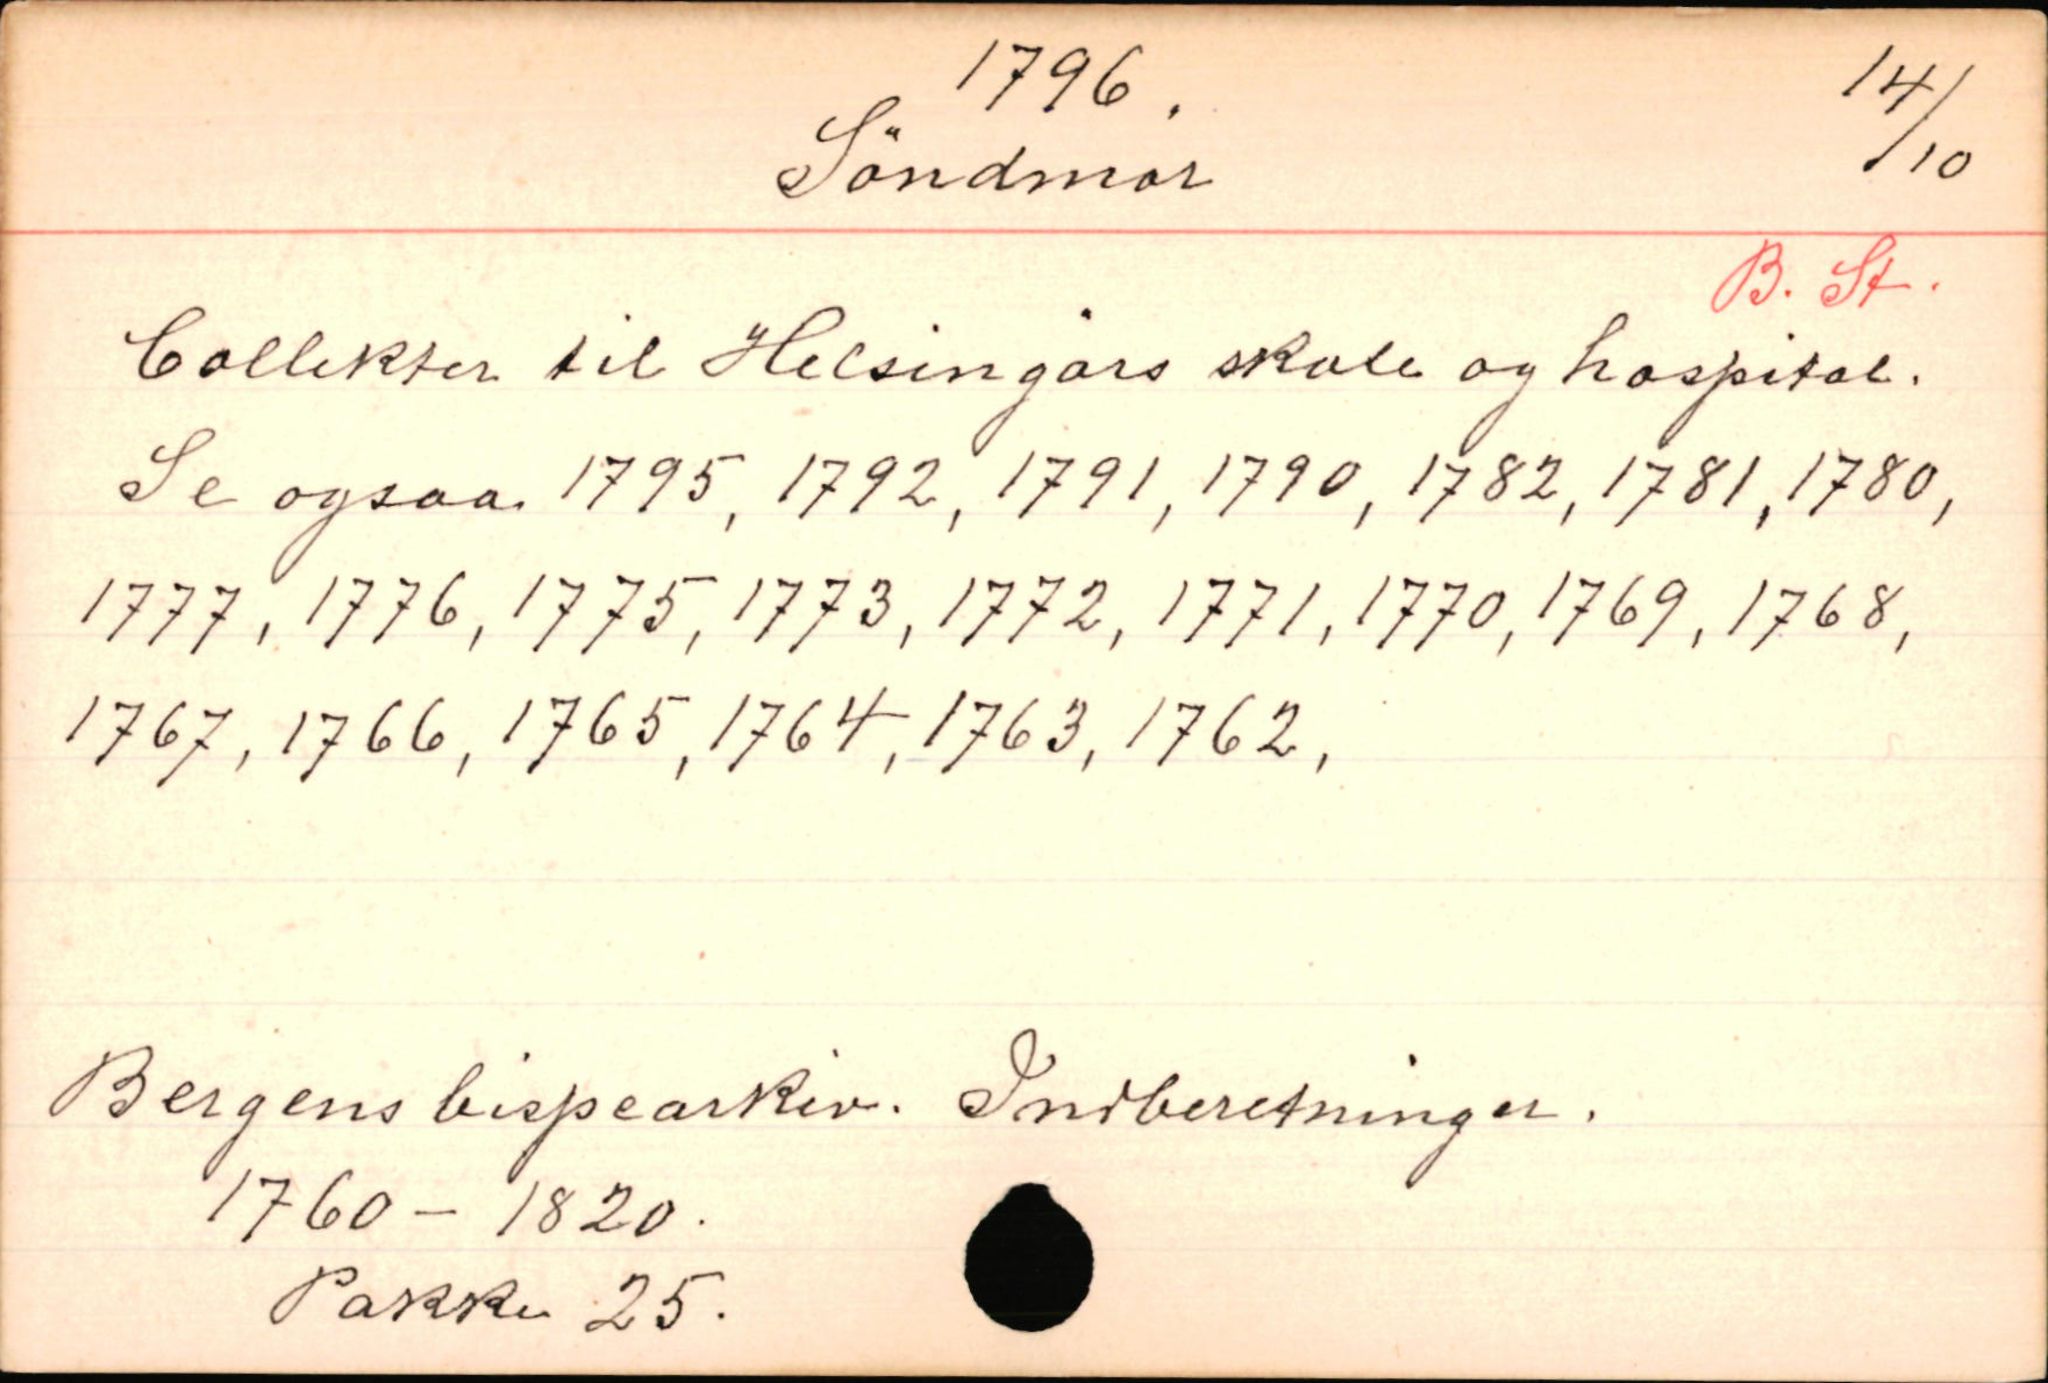 1796.
14/10
Söndmör
B. St.
Collekter til Helsingörs skole og hospital.
Se ogsaa 1795, 1792, 1791, 1790, 1782, 1781, 1780,
1777, 1776, 1775, 1773, 1772, 1771, 1770, 1769, 1768,
1767, 1766, 1765, 1764, 1763, 1762,
Bergens bispearkiv. Indberetninger.
1760 - 1820.
Pakke 25.